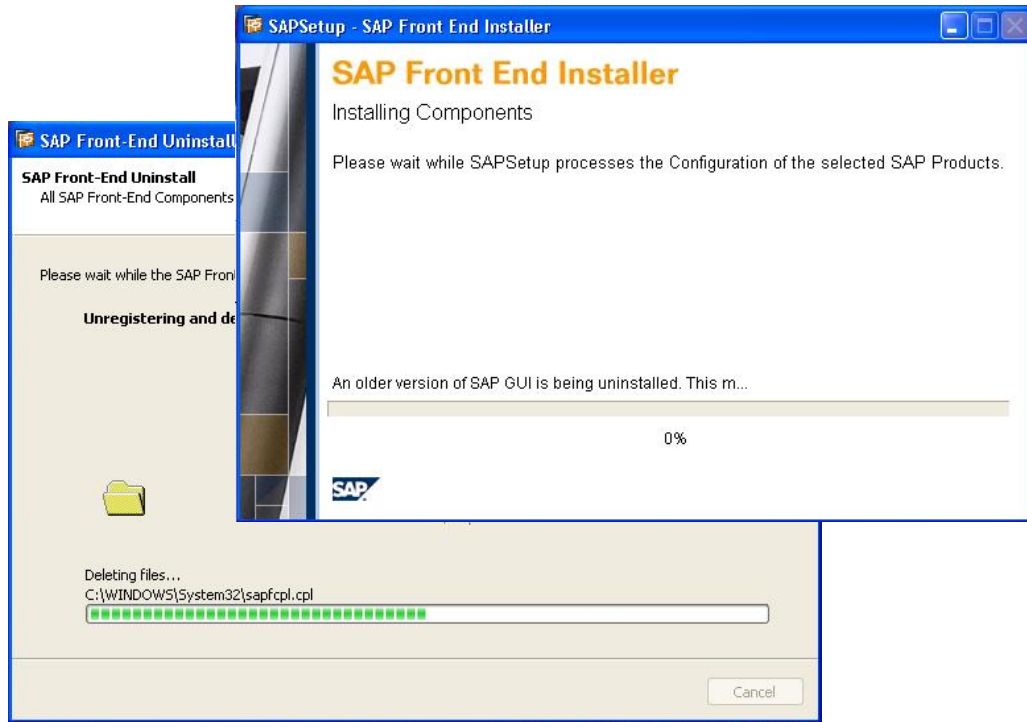 SAPSetup - SAP Front End Installer
SAP Front End Installer
Installing Components
Please wait while SAPSetup processes the Configuration of the selected SAP Products.
An older version of SAP GUI is being uninstalled. This m...
0%
SAP
SAP Front-End Uninstall
SAP Front-End Uninstall
All SAP Front-End Components
Please wait while the SAP Fron
Unregistering and de
Deleting files...
C:\WINDOWS\System32\sapfcpl.cpl
Cancel